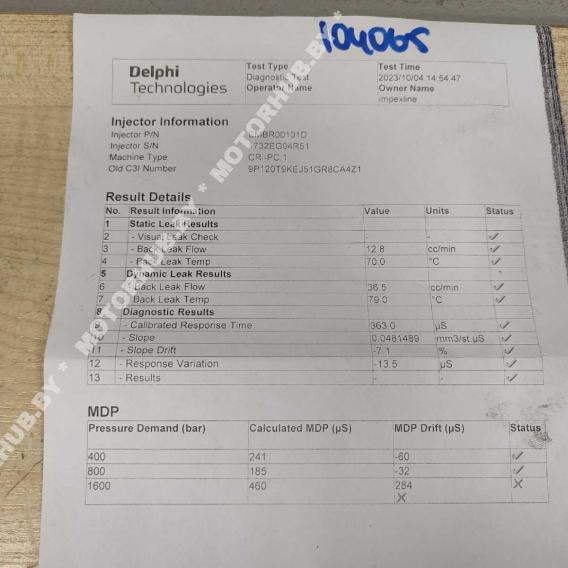 104065
Delphi
Technologies
Test Type
Diagnostic Test
Operator Name
Test Time
2023/10/04 14:54:47
Owner Name
impexline
Injector Information
Injector P/N EMBR00101D
Injector S/N 732EG04R51
Machine Type CRi-PC.1
Old C3I Number 9P120T9KEJ51GR8CA4Z1
Result Details
No. Result Information Value Units Status
1 Static Leak Results
2 - Visual Leak Check - - ✓
3 - Back Leak Flow 12.8 cc/min ✓
4 - Back Leak Temp 70.0 °C ✓
5 Dynamic Leak Results
6 - Back Leak Flow 36.5 cc/min ✓
7 - Back Leak Temp 79.0 °C ✓
8 Diagnostic Results
9 - Calibrated Response Time 363.0 µS ✓
10 - Slope 0.0481489 mm3/st.µS ✓
11 - Slope Drift -7.1 % ✓
12 - Response Variation -13.5 µS ✓
13 - Results - - ✓
MDP
Pressure Demand (bar) Calculated MDP (µS) MDP Drift (µS) Status
400 241 -60 ✓
800 185 -32 ✓
1600 460 284 ✗
✗
MOTORHUB.BY * MOTORHUB.BY * MOTORHUB.BY